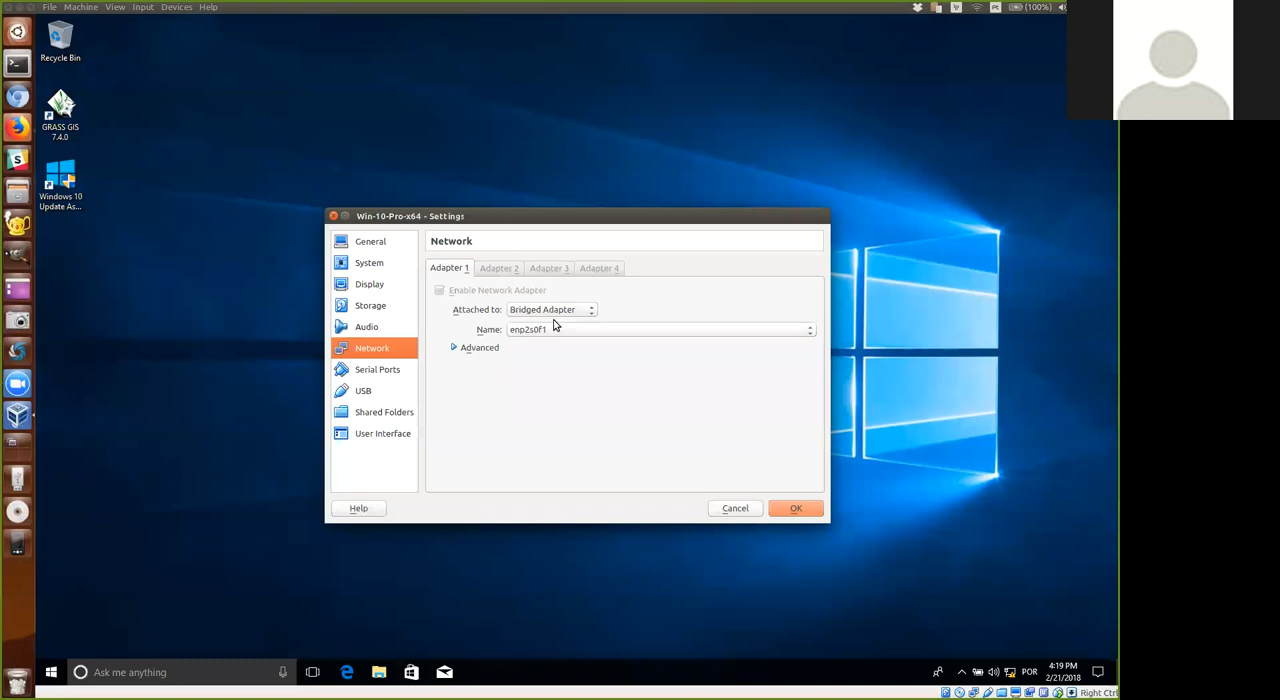 File Machine View Input Devices Help
Pt (100%)
Recycle Bin
GRASS GIS
7.4.0
Windows 10
Update As...
Win-10-Pro-x64 - Settings
General
System
Display
Storage
Audio
Network
Serial Ports
USB
Shared Folders
User Interface
Network
Adapter 1 Adapter 2 Adapter 3 Adapter 4
Enable Network Adapter
Attached to: Bridged Adapter
Name: enp2s0f1
Advanced
Help
Cancel
OK
Ask me anything
POR
4:19 PM
2/21/2018
Right Ctrl